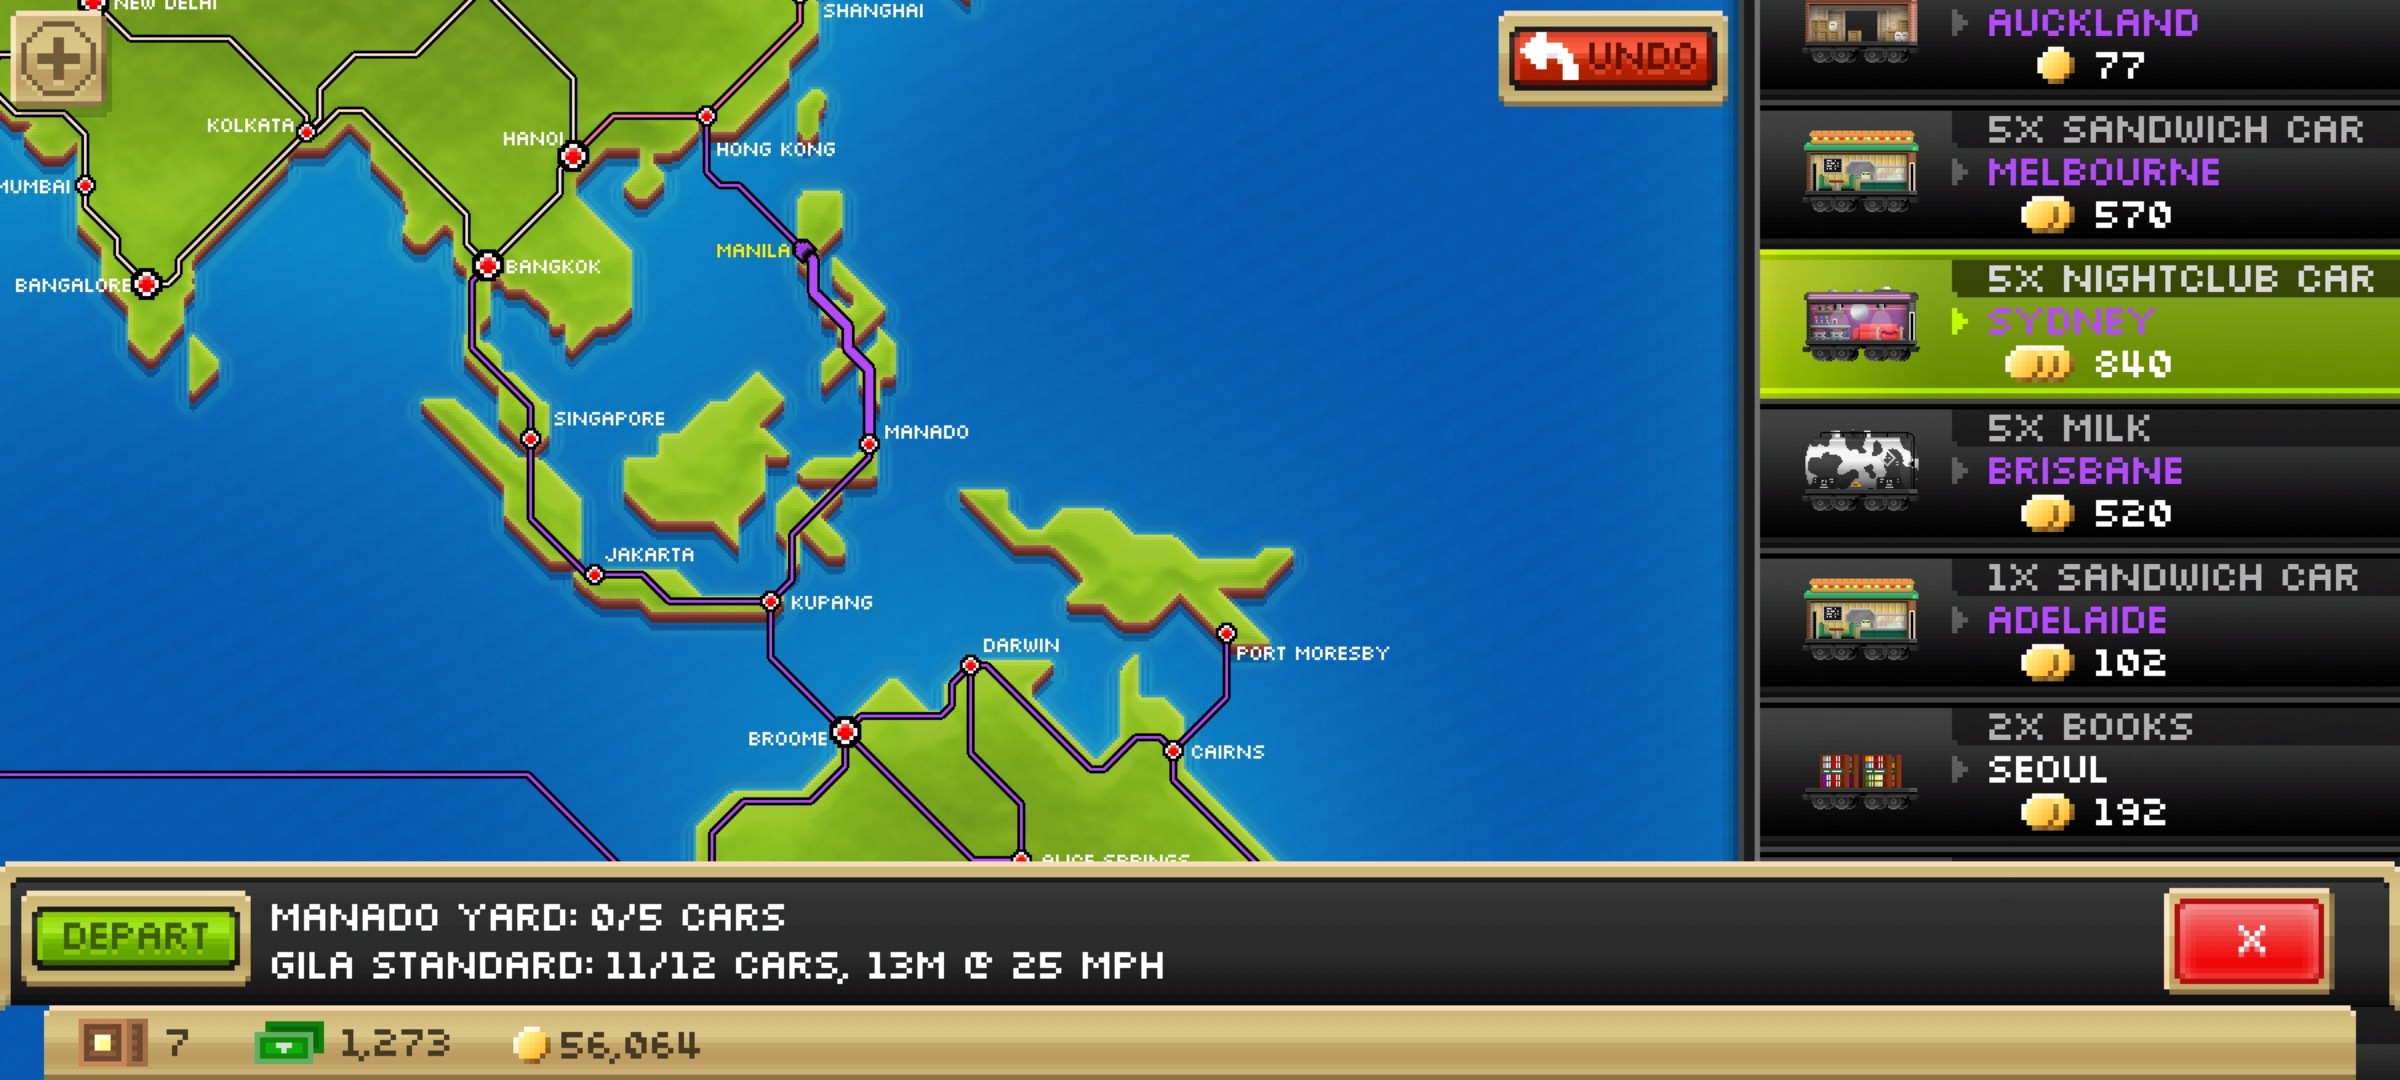 NEW DELHI
SHANGHAI
KOLKATA
HANOI
HONG KONG
MUMBAI
MANILA
BANGALORE
BANGKOK
SINGAPORE
MANADO
JAKARTA
KUPANG
DARWIN
PORT MORESBY
BROOME
CAIRNS
ALICE SPRINGS
UNDO
AUCKLAND
77
5X SANDWICH CAR
MELBOURNE
570
5X NIGHTCLUB CAR
SYDNEY
840
5X MILK
BRISBANE
520
1X SANDWICH CAR
ADELAIDE
102
2X BOOKS
SEOUL
192
DEPART
MANADO YARD: 0/5 CARS
GILA STANDARD: 11/12 CARS, 13M @ 25 MPH
X
7
1,273
56,064